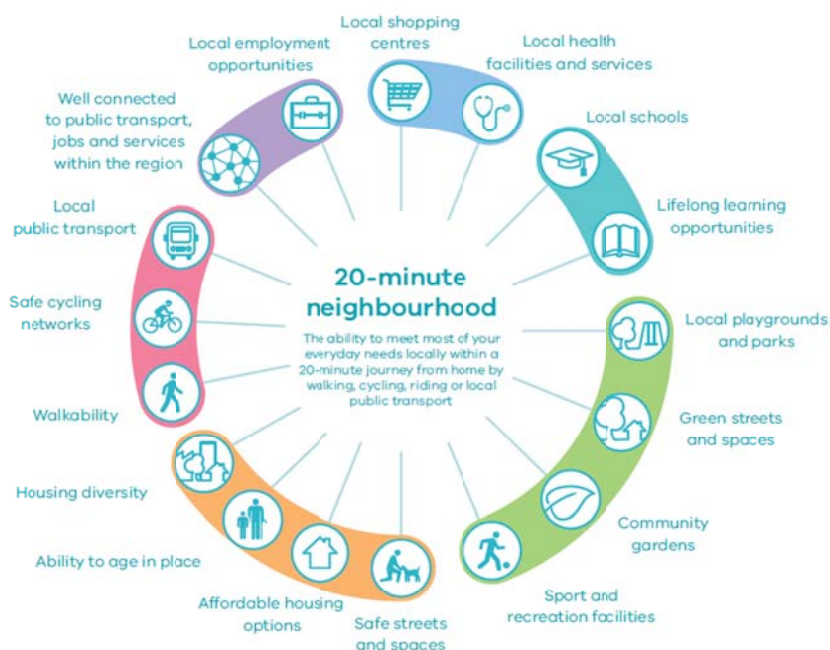 20-minute
neighbourhood
The ability to meet most of your
everyday needs locally within a
20-minute journey from home by
walking, cycling, riding or local
public transport
Local shopping
centres
Local health
facilities and services
Local schools
Lifelong learning
opportunities
Local playgrounds
and parks
Green streets
and spaces
Community
gardens
Sport and
recreation facilities
Safe streets
and spaces
Affordable housing
options
Ability to age in place
Housing diversity
Walkability
Safe cycling
networks
Local
public transport
Well connected
to public transport,
jobs and services
within the region
Local employment
opportunities